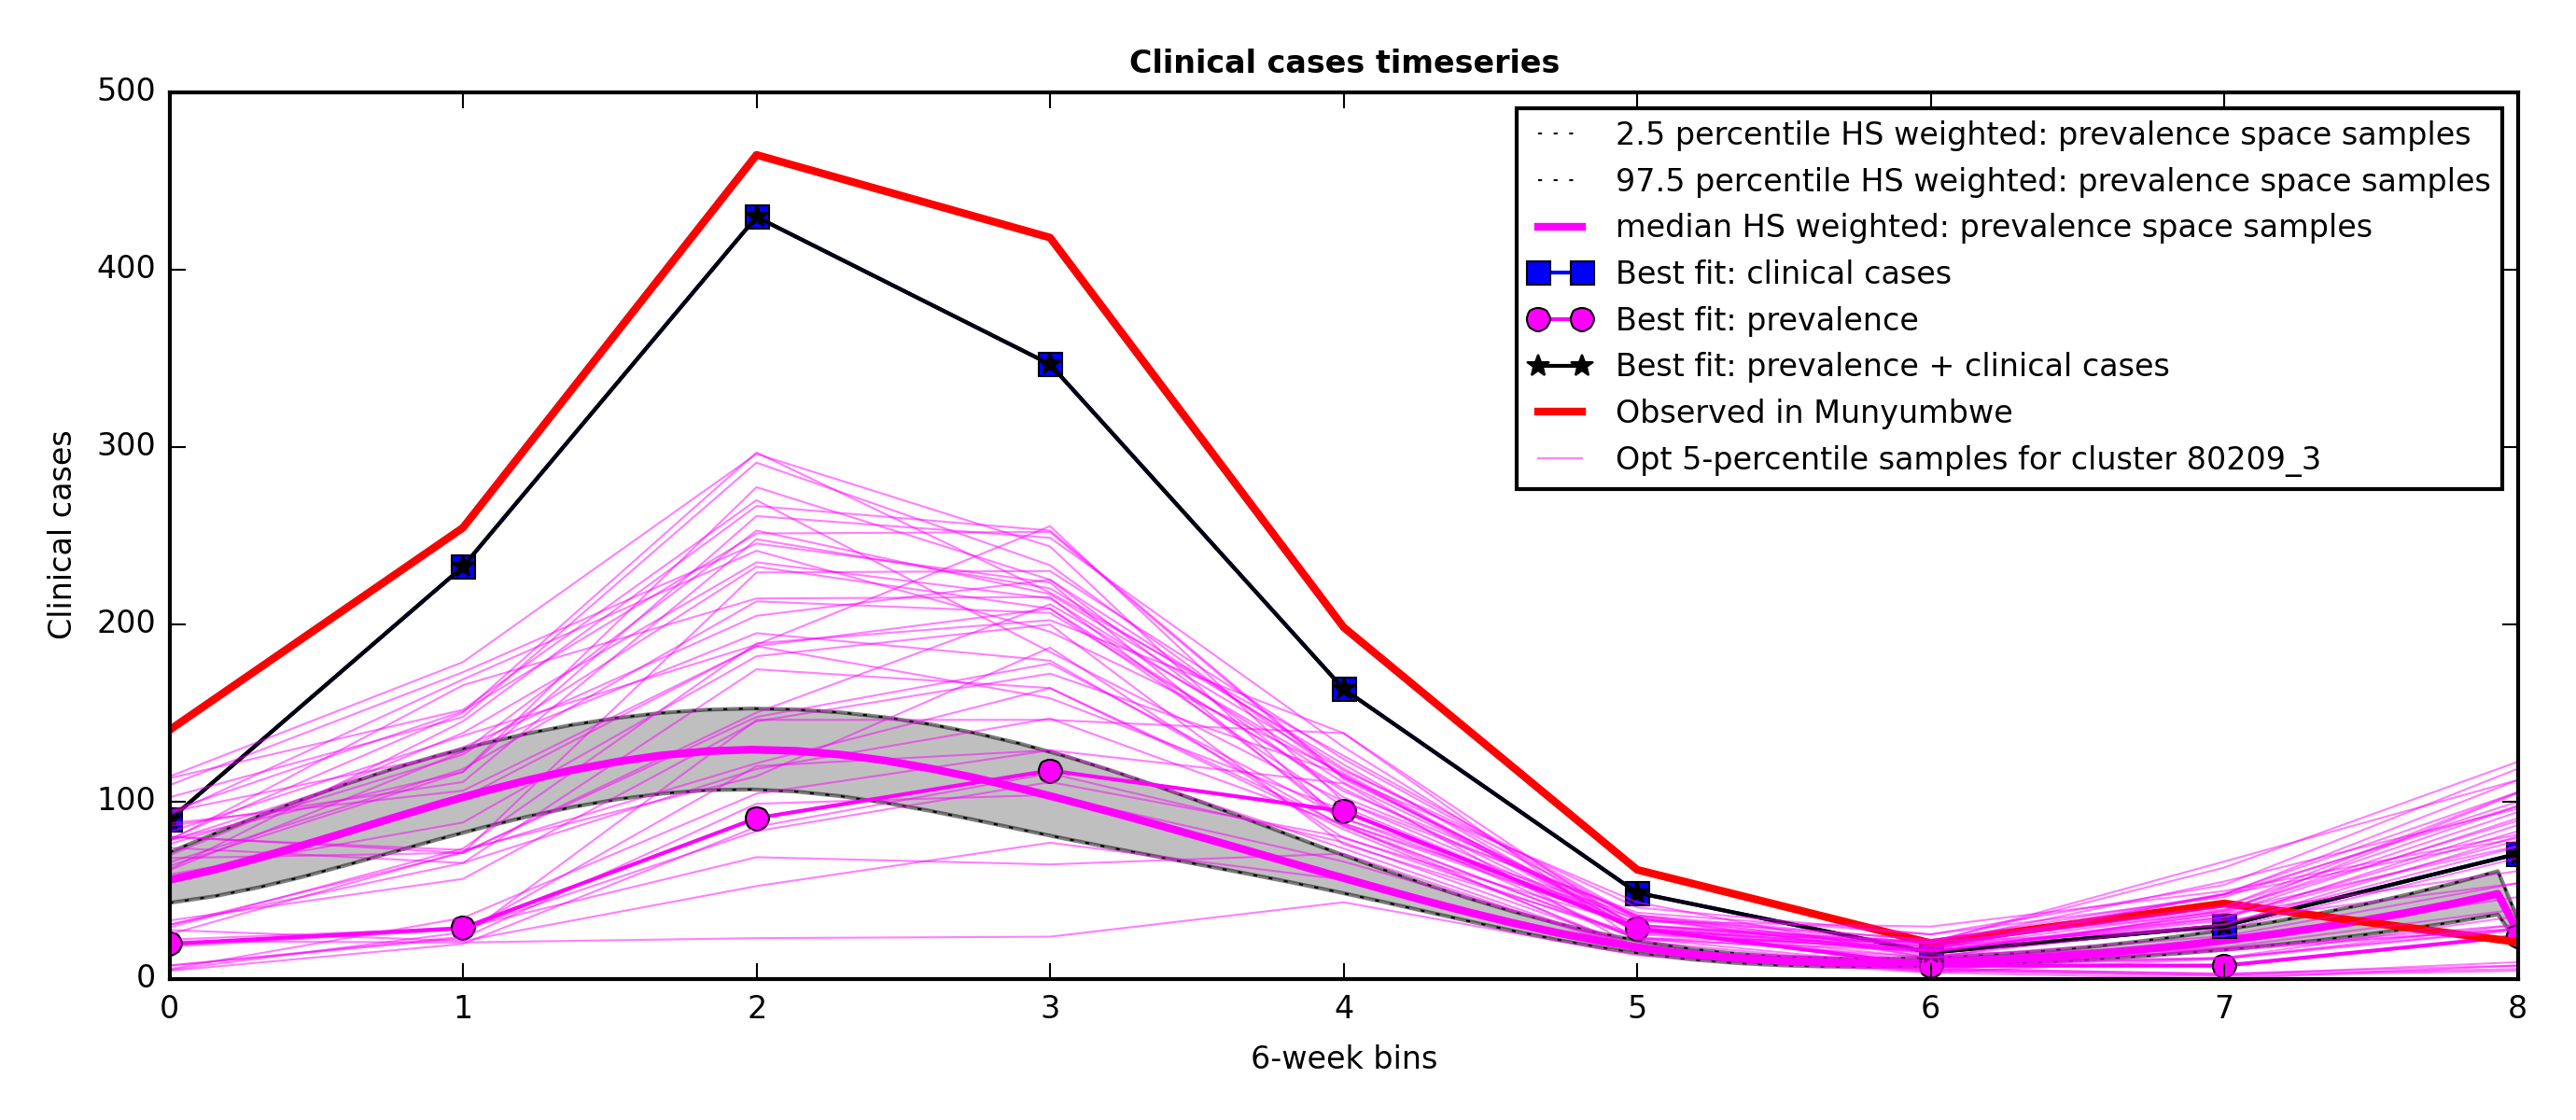 Clinical cases timeseries
500
400
300
200
100
0
Clinical cases
2.5 percentile HS weighted: prevalence space samples
97.5 percentile HS weighted: prevalence space samples
median HS weighted: prevalence space samples
Best fit: clinical cases
Best fit: prevalence
Best fit: prevalence + clinical cases
Observed in Munyumbwe
Opt 5-percentile samples for cluster 80209_3
0 1 2 3 4 5 6 7 8
6-week bins